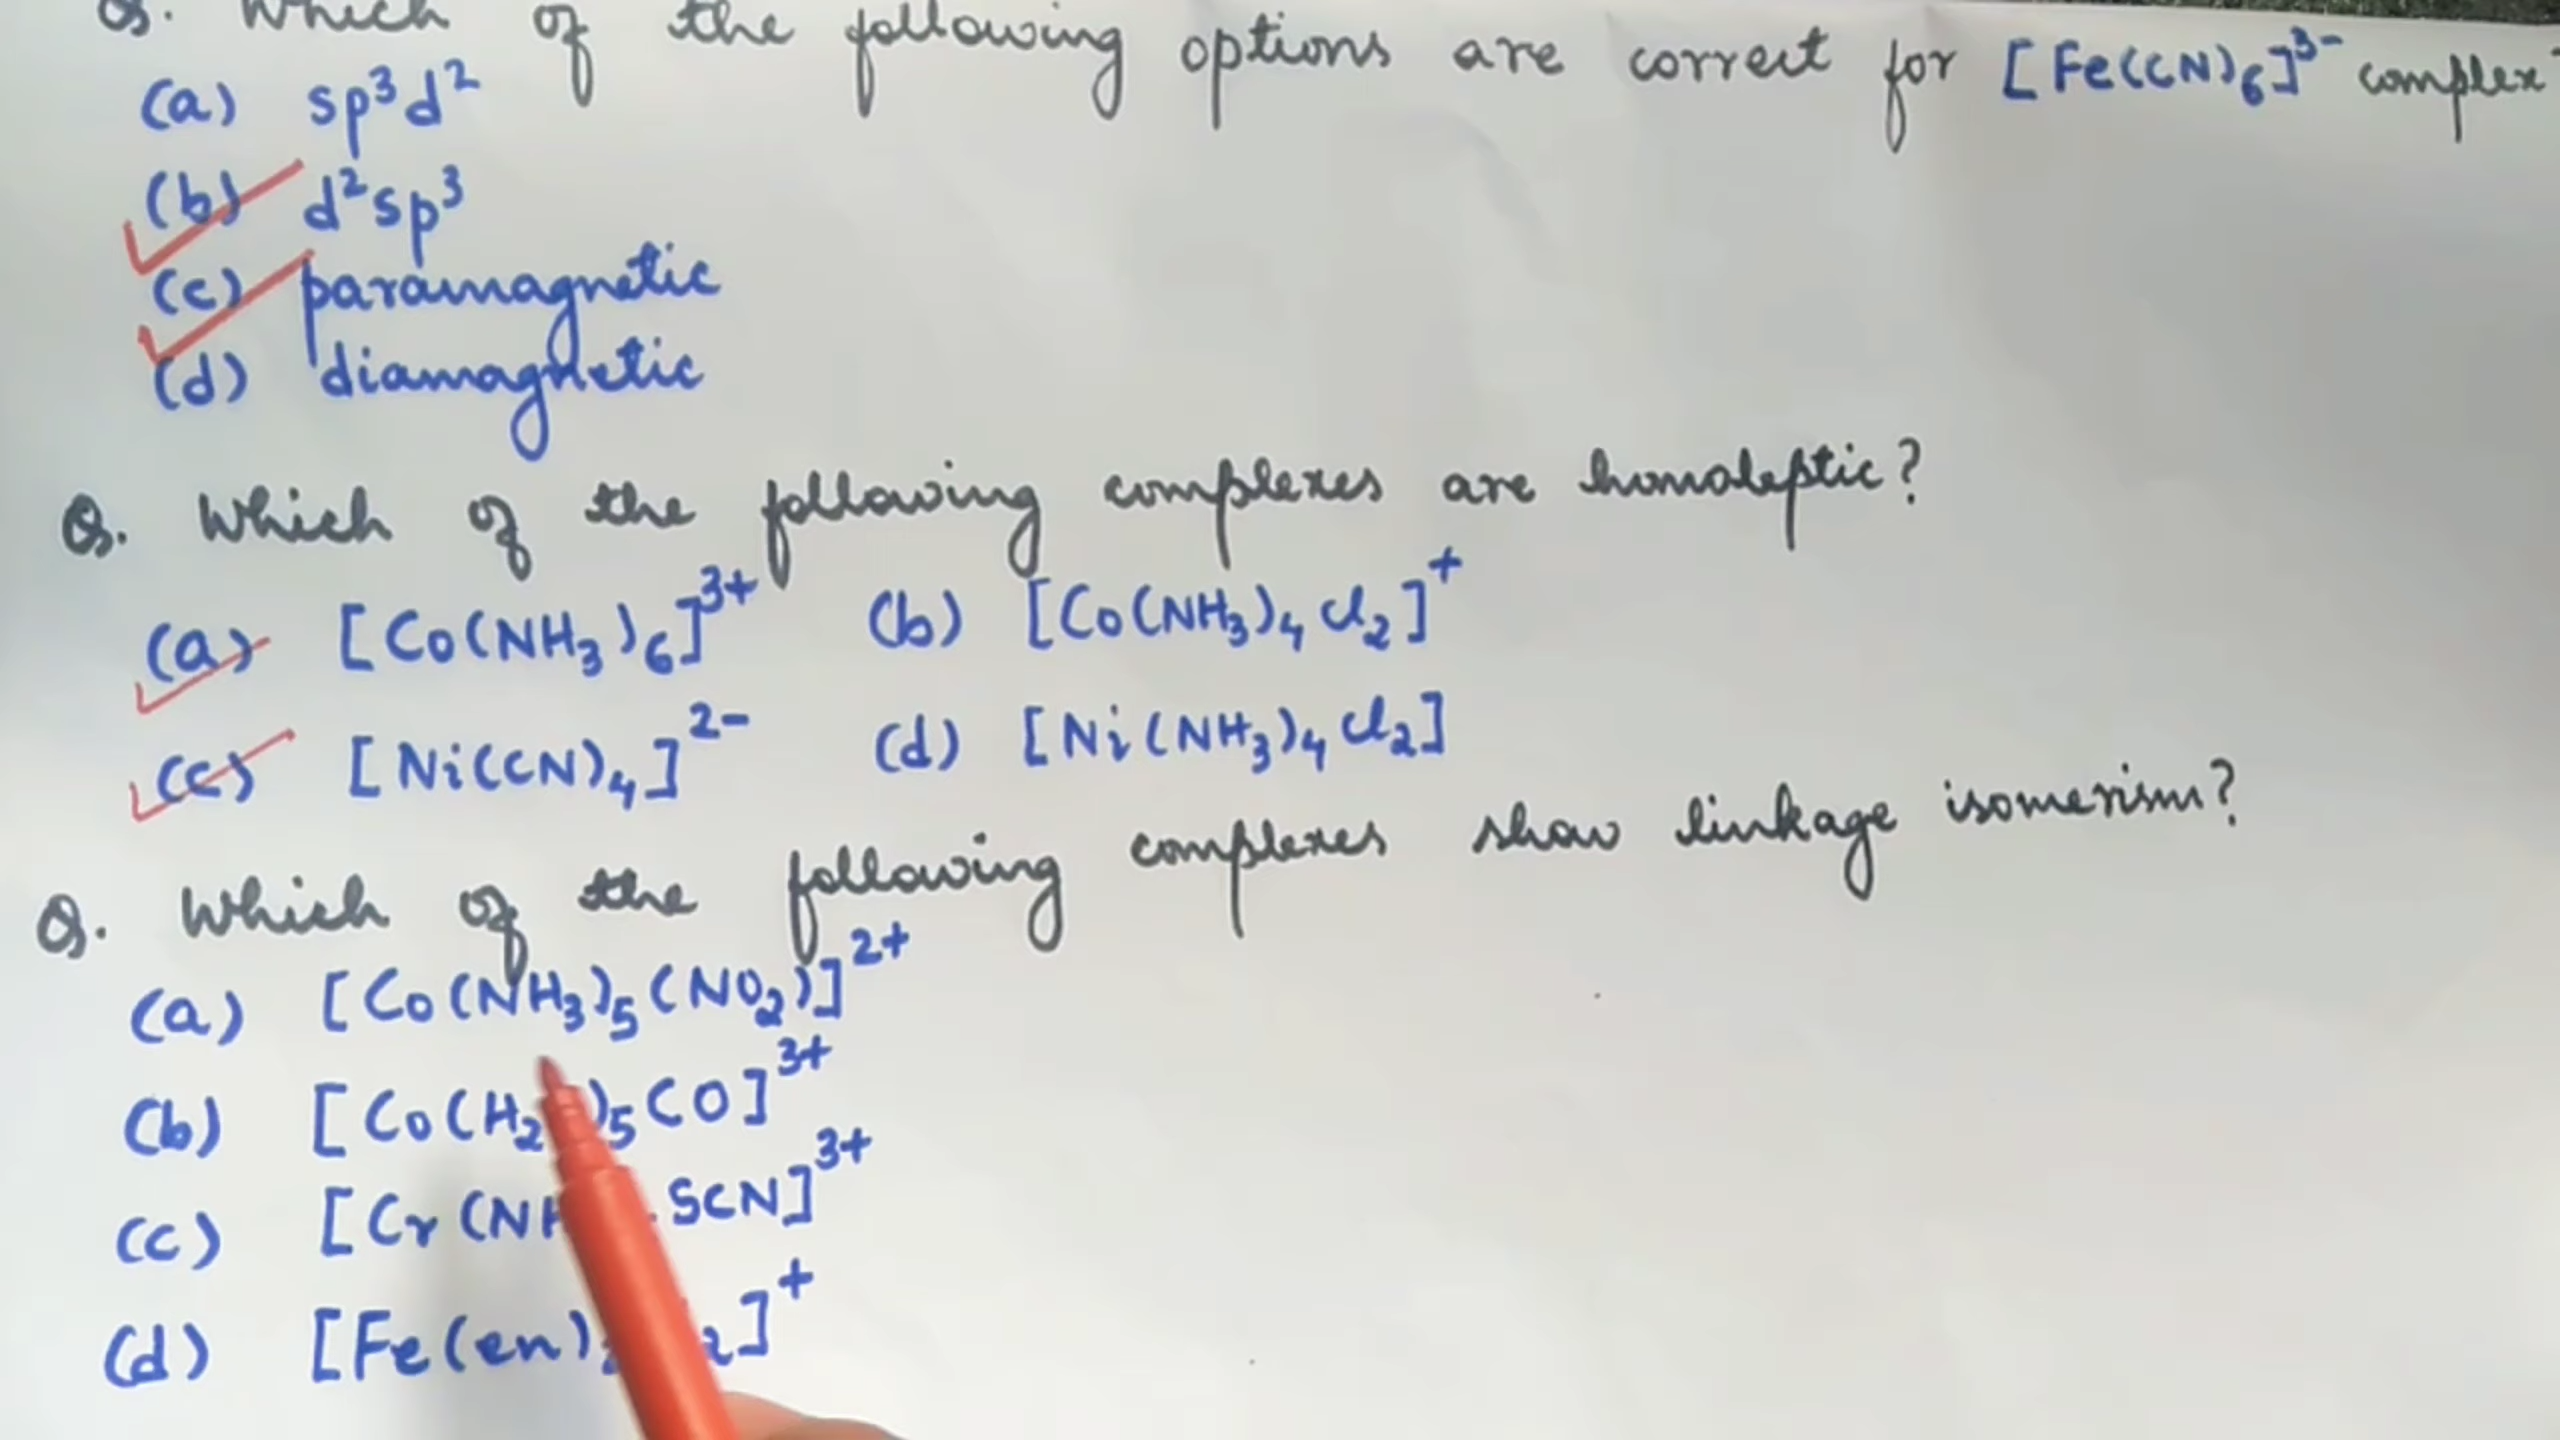 Q. Which of the following options are correct for [Fe(CN)6]3- complex
(a) sp³d²
(b) d²sp³
(c) paramagnetic
(d) diamagnetic
Q. Which of the following complexes are homoleptic?
(a) [Co(NH3)6]3+ (b) [Co(NH3)4Cl2]+
(c) [Ni(CN)4]2- (d) [Ni(NH3)4Cl2]
Q. Which of the following complexes show linkage isomerism?
(a) [Co(NH3)5(NO2)]2+
(b) [Co(H2 )5CO]3+
(c) [Cr(NH SCN]3+
(d) [Fe(en) ]+